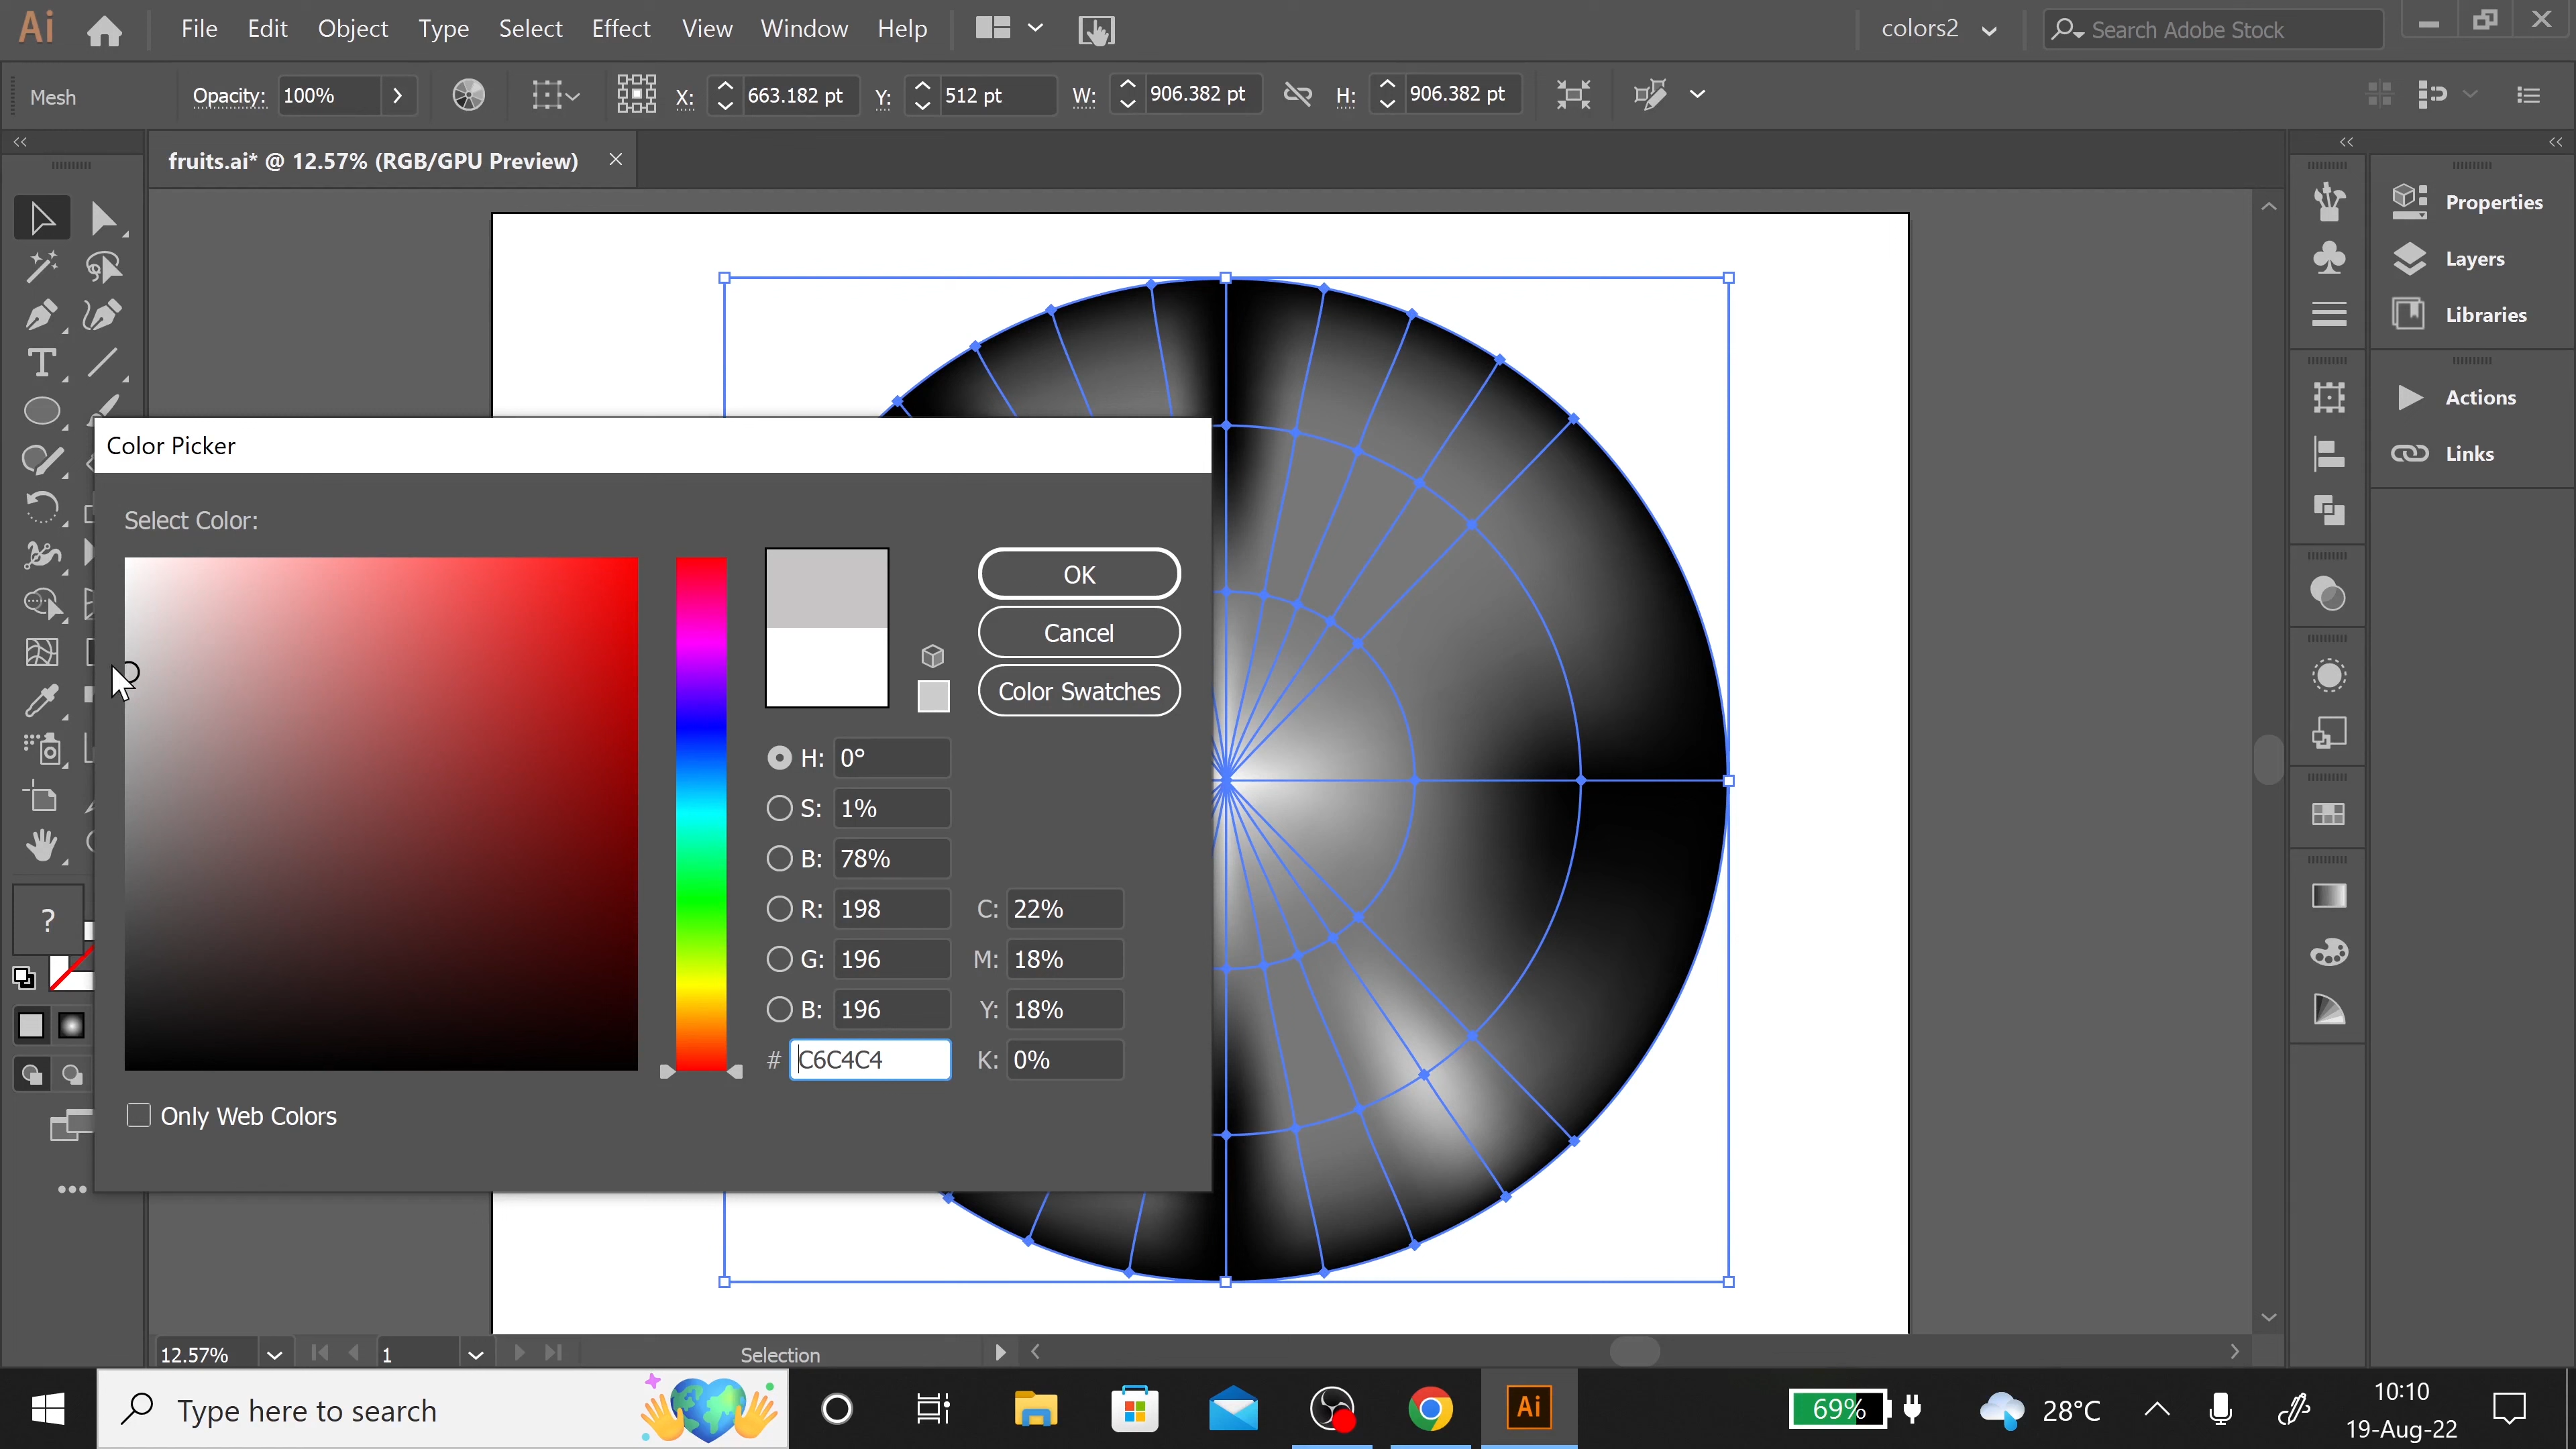 Ai File Edit Object Type Select Effect View Window Help colors2 Search Adobe Stock
Mesh Opacity: 100% X: 663.182 pt Y: 512 pt W: 906.382 pt H: 906.382 pt
fruits.ai* @ 12.57% (RGB/GPU Preview)
Properties
Layers
Libraries
Actions
Links
Color Picker
Select Color:
OK
Cancel
Color Swatches
H: 0°
S: 1%
B: 78%
R: 198 C: 22%
G: 196 M: 18%
B: 196 Y: 18%
# C6C4C4 K: 0%
Only Web Colors
?
12.57% 1 Selection
Type here to search
Ai
69%
28°C
10:10
19-Aug-22